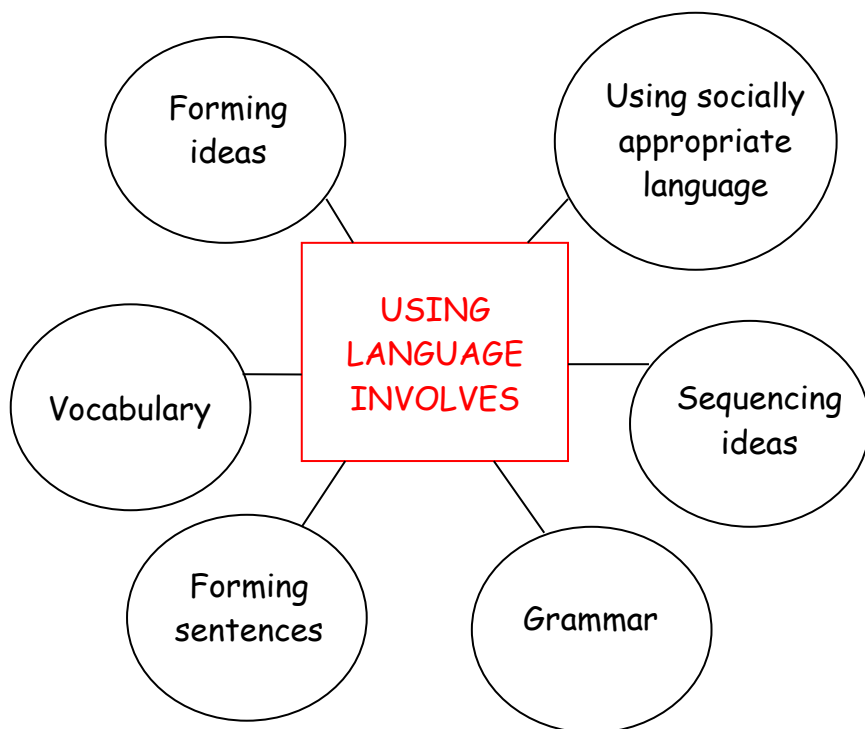 Forming
ideas
Using socially
appropriate
language
USING
LANGUAGE
INVOLVES
Vocabulary
Sequencing
ideas
Forming
sentences
Grammar